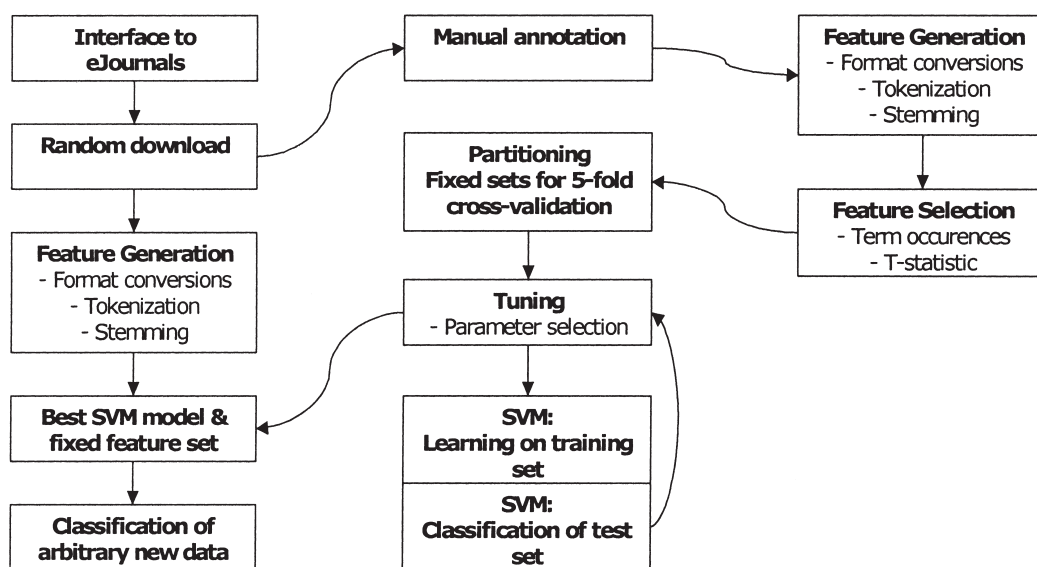 Interface to
eJournals
Random download
Feature Generation
- Format conversions
- Tokenization
- Stemming
Best SVM model &
fixed feature set
Classification of
arbitrary new data
Manual annotation
Partitioning
Fixed sets for 5-fold
cross-validation
Tuning
- Parameter selection
SVM:
Learning on training
set
SVM:
Classification of test
set
Feature Generation
- Format conversions
- Tokenization
- Stemming
Feature Selection
- Term occurences
- T-statistic